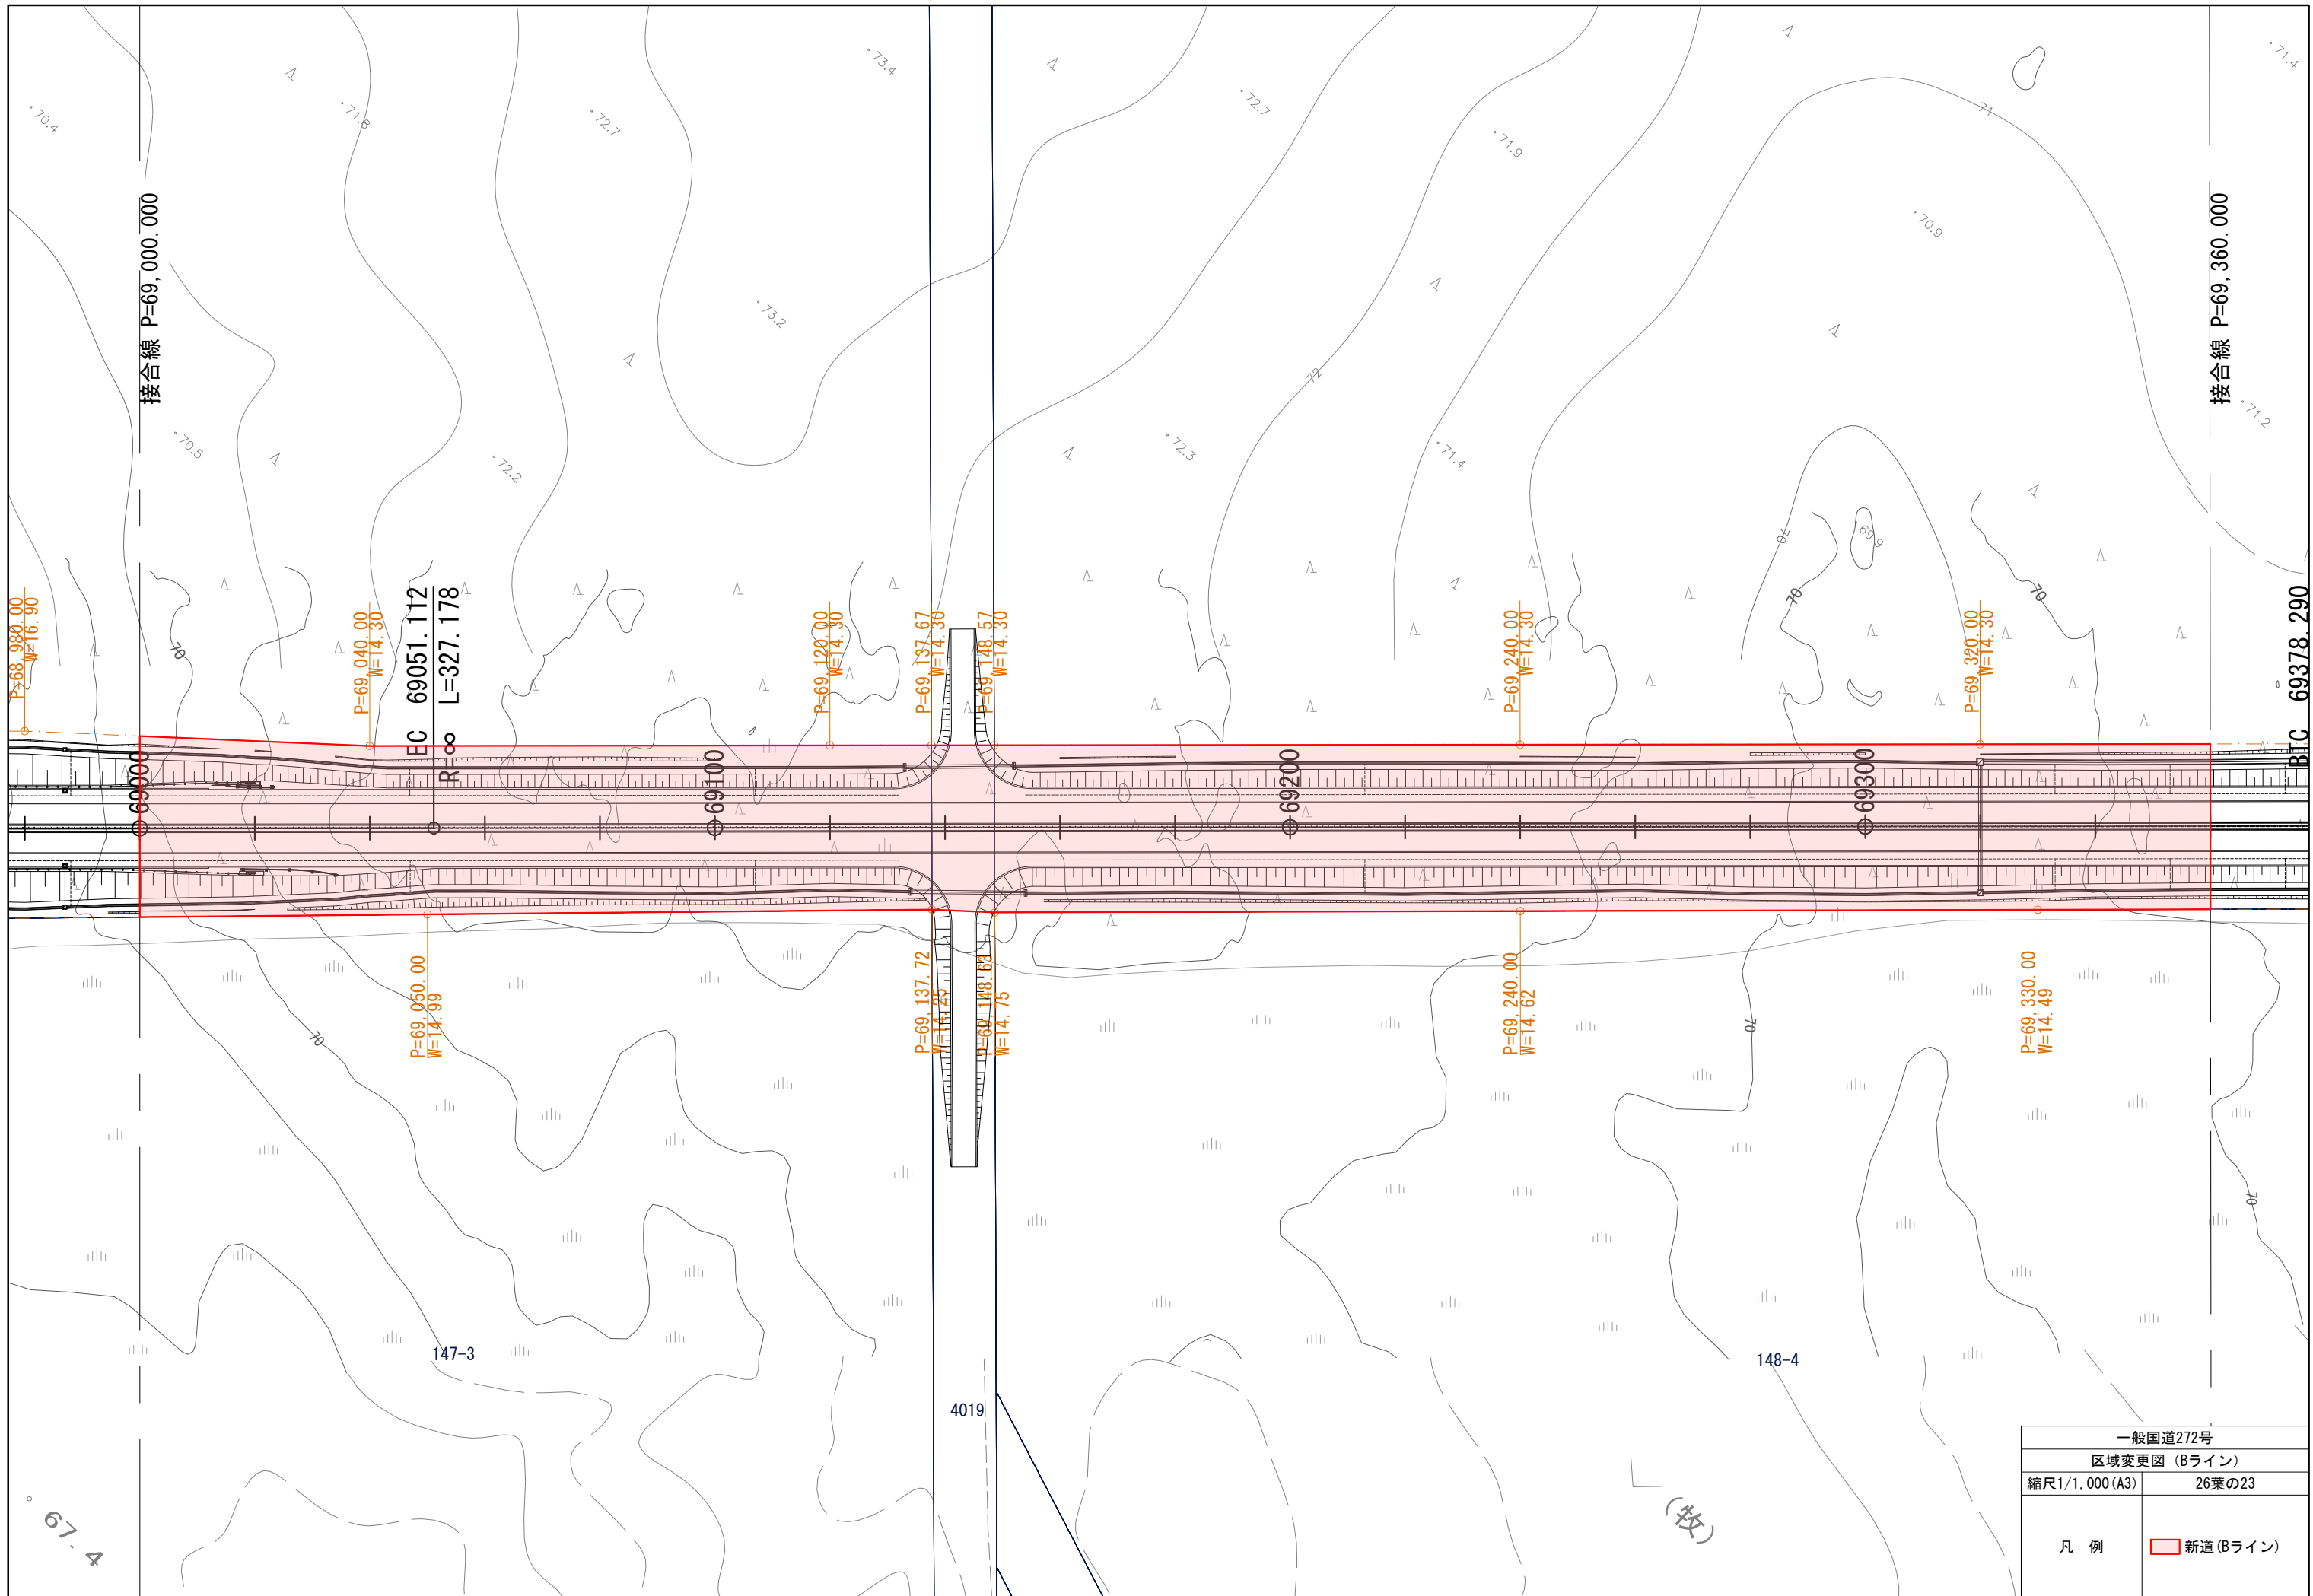 73.4
71.4
70.4
71.8
72.7
72.7
71.9
71
接合線 P=69,000.000
接合線 P=69,360.000
70.9
73.2
72
71.2
70.5
72.2
72.3
71.4
70
69.9
P=68,980.00
W=16.90
70
P=69,040.00
W=14.30
EC 69051.112
R=∞ L=327.178
P=69,120.00
W=14.30
P=69,137.67
W=14.30
P=69,148.57
W=14.30
P=69,240.00
W=14.30
70
P=69,320.00
W=14.30
70
BTC 69378.290
69000
69100
69200
69300
P=69,050.00
W=14.99
P=69,137.72
W=14.25
P=69,148.63
W=14.75
P=69,240.00
W=14.62
P=69,330.00
W=14.49
70
70
70
147-3
148-4
4019
67.4
(牧)
一般国道272号
区域変更図 (Bライン)
縮尺1/1,000(A3) 26葉の23
凡 例 新道(Bライン)